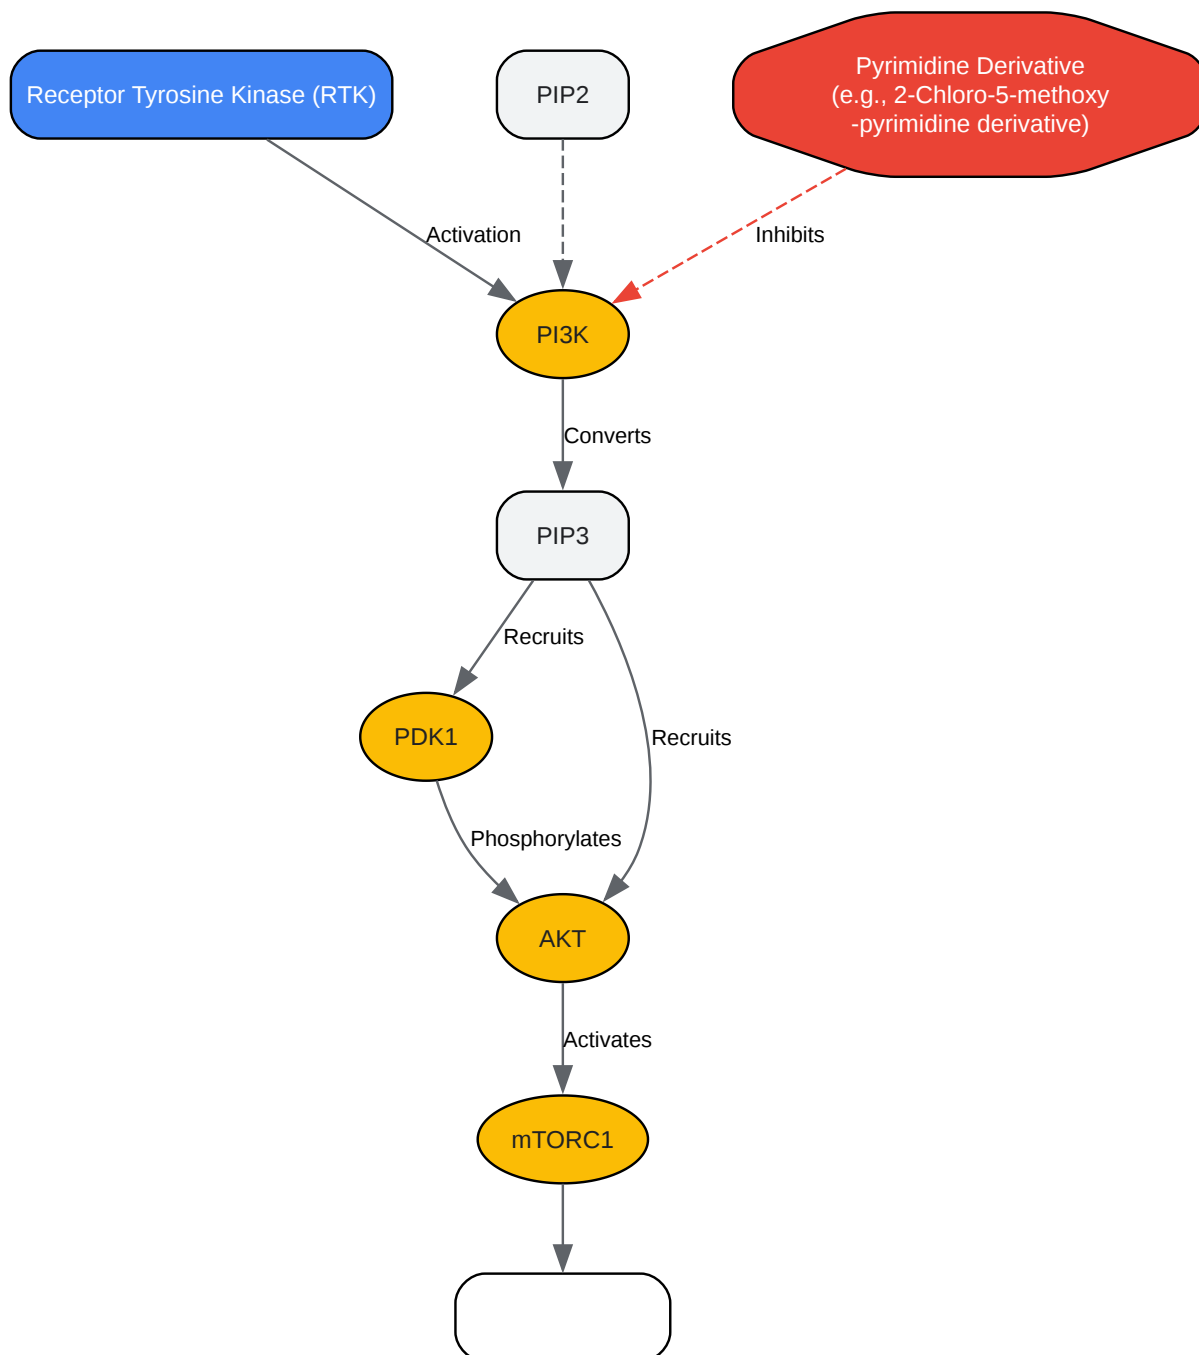 Receptor Tyrosine Kinase (RTK)
PIP2
Pyrimidine Derivative
(e.g., 2-Chloro-5-methoxy
-pyrimidine derivative)
Activation
Inhibits
PI3K
Converts
PIP3
Recruits
PDK1
Recruits
Phosphorylates
AKT
Activates
mTORC1